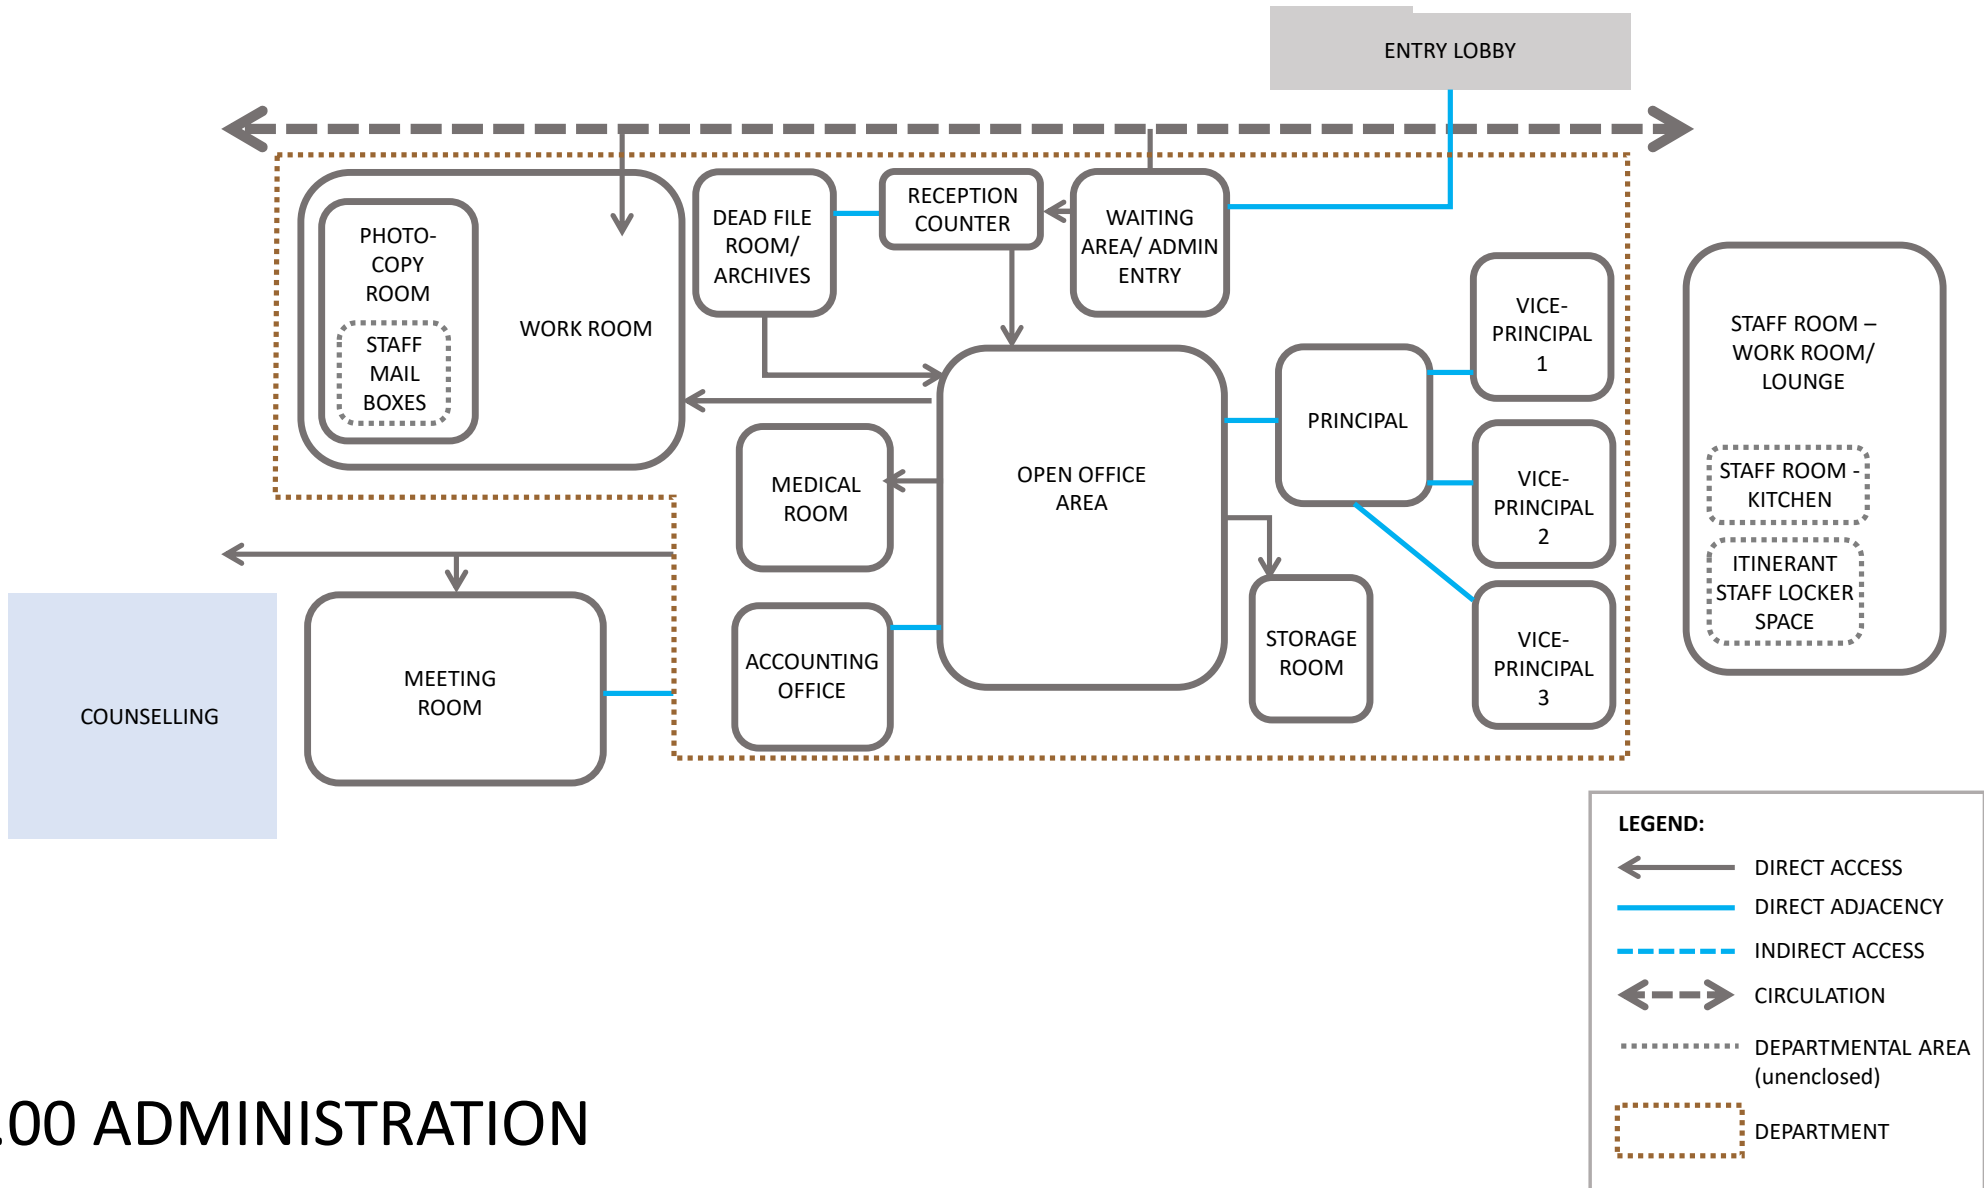 ENTRY LOBBY
PHOTO-
COPY
ROOM
STAFF
MAIL
BOXES
WORK ROOM
DEAD FILE
ROOM/
ARCHIVES
RECEPTION
COUNTER
WAITING
AREA/ ADMIN
ENTRY
VICE-
PRINCIPAL
1
PRINCIPAL
VICE-
PRINCIPAL
2
VICE-
PRINCIPAL
3
STAFF ROOM –
WORK ROOM/
LOUNGE
STAFF ROOM -
KITCHEN
ITINERANT
STAFF LOCKER
SPACE
MEDICAL
ROOM
OPEN OFFICE
AREA
ACCOUNTING
OFFICE
STORAGE
ROOM
MEETING
ROOM
COUNSELLING
LEGEND:
DIRECT ACCESS
DIRECT ADJACENCY
INDIRECT ACCESS
CIRCULATION
DEPARTMENTAL AREA
(unenclosed)
DEPARTMENT
.00 ADMINISTRATION